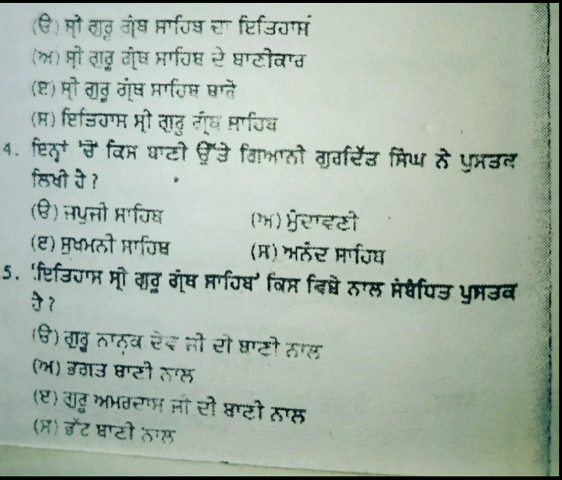 (ੳ) ਸ੍ਰੀ ਗੁਰੂ ਗ੍ਰੰਥ ਸਾਹਿਬ ਦਾ ਇਤਿਹਾਸ
(ਅ) ਸ੍ਰੀ ਗੁਰੂ ਗ੍ਰੰਥ ਸਾਹਿਬ ਦੇ ਬਾਣੀਕਾਰ
(ੲ) ਸ੍ਰੀ ਗੁਰੂ ਗ੍ਰੰਥ ਸਾਹਿਬ ਬਾਰੇ
(ਸ) ਇਤਿਹਾਸ ਸ੍ਰੀ ਗੁਰੂ ਗ੍ਰੰਥ ਸਾਹਿਬ
4. ਇਨ੍ਹਾਂ 'ਚੋਂ ਕਿਸ ਬਾਣੀ ਉੱਤੇ ਗਿਆਨੀ ਗੁਰਦਿੱਤ ਸਿੰਘ ਨੇ ਪੁਸਤਕ
ਲਿਖੀ ਹੈ ?
(ੳ) ਜਪੁਜੀ ਸਾਹਿਬ (ਅ) ਮੁੰਦਾਵਣੀ
(ੲ) ਸੁਖਮਨੀ ਸਾਹਿਬ (ਸ) ਅਨੰਦ ਸਾਹਿਬ
5. 'ਇਤਿਹਾਸ ਸ੍ਰੀ ਗੁਰੂ ਗ੍ਰੰਥ ਸਾਹਿਬ' ਕਿਸ ਵਿਸ਼ੇ ਨਾਲ ਸੰਬੰਧਿਤ ਪੁਸਤਕ
ਹੈ ?
(ੳ) ਗੁਰੂ ਨਾਨਕ ਦੇਵ ਜੀ ਦੀ ਬਾਣੀ ਨਾਲ
(ਅ) ਭਗਤ ਬਾਣੀ ਨਾਲ
(ੲ) ਗੁਰੂ ਅਮਰਦਾਸ ਜੀ ਦੀ ਬਾਣੀ ਨਾਲ
(ਸ) ਭੱਟ ਬਾਣੀ ਨਾਲ